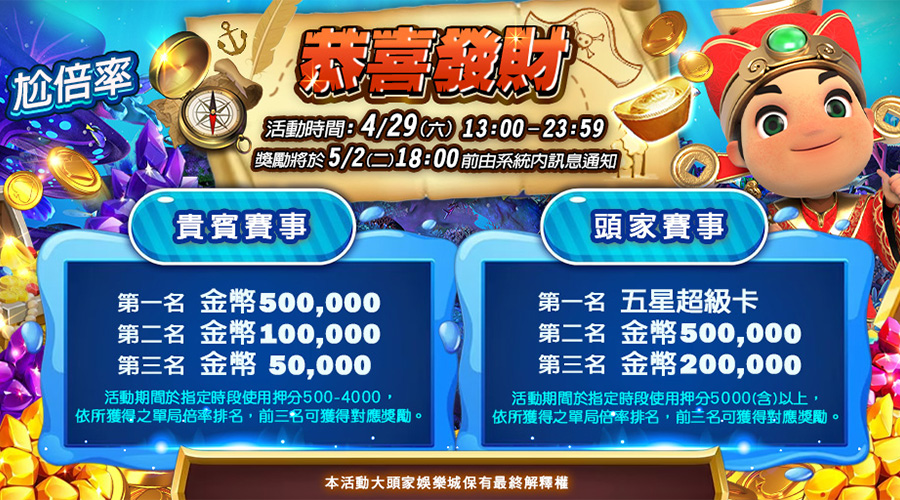 尬倍率
恭喜發財
活動時間：4/29(六) 13:00-23:59
獎勵將於 5/2(二)18:00前由系統内訊息通知
貴賓賽事
第一名 金幣500,000
第二名 金幣100,000
第三名 金幣 50,000
活動期間於指定時段使用押分500-4000，
依所獲得之單局倍率排名，前三名可獲得對應獎勵。
頭家賽事
第一名 五星超級卡
第二名 金幣500,000
第三名 金幣200,000
活動期間於指定時段使用押分5000(含)以上，
依所獲得之單局倍率排名，前三名可獲得對應獎勵。
本活動大頭家娛樂城保有最終解釋權